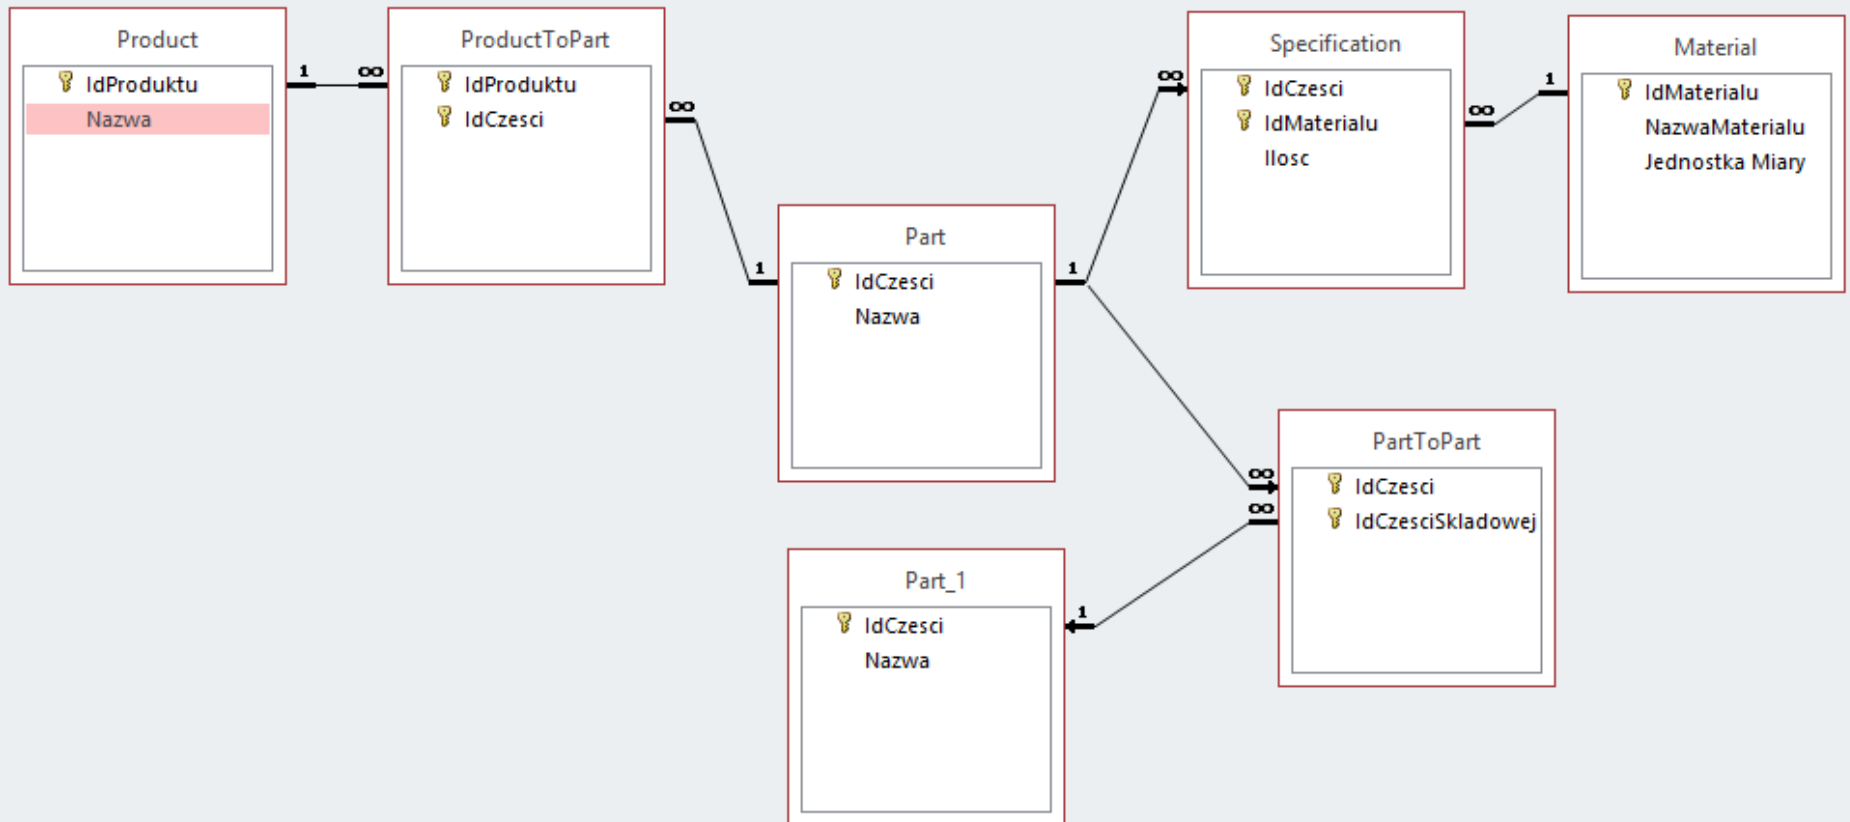 Product
IdProduktu
Nazwa
1
∞
ProductToPart
IdProduktu
IdCzesci
∞
1
Part
IdCzesci
Nazwa
1
∞
Specification
IdCzesci
IdMaterialu
Ilosc
∞
1
Material
IdMaterialu
NazwaMaterialu
Jednostka Miary
∞
∞
PartToPart
IdCzesci
IdCzesciSkladowej
1
Part_1
IdCzesci
Nazwa